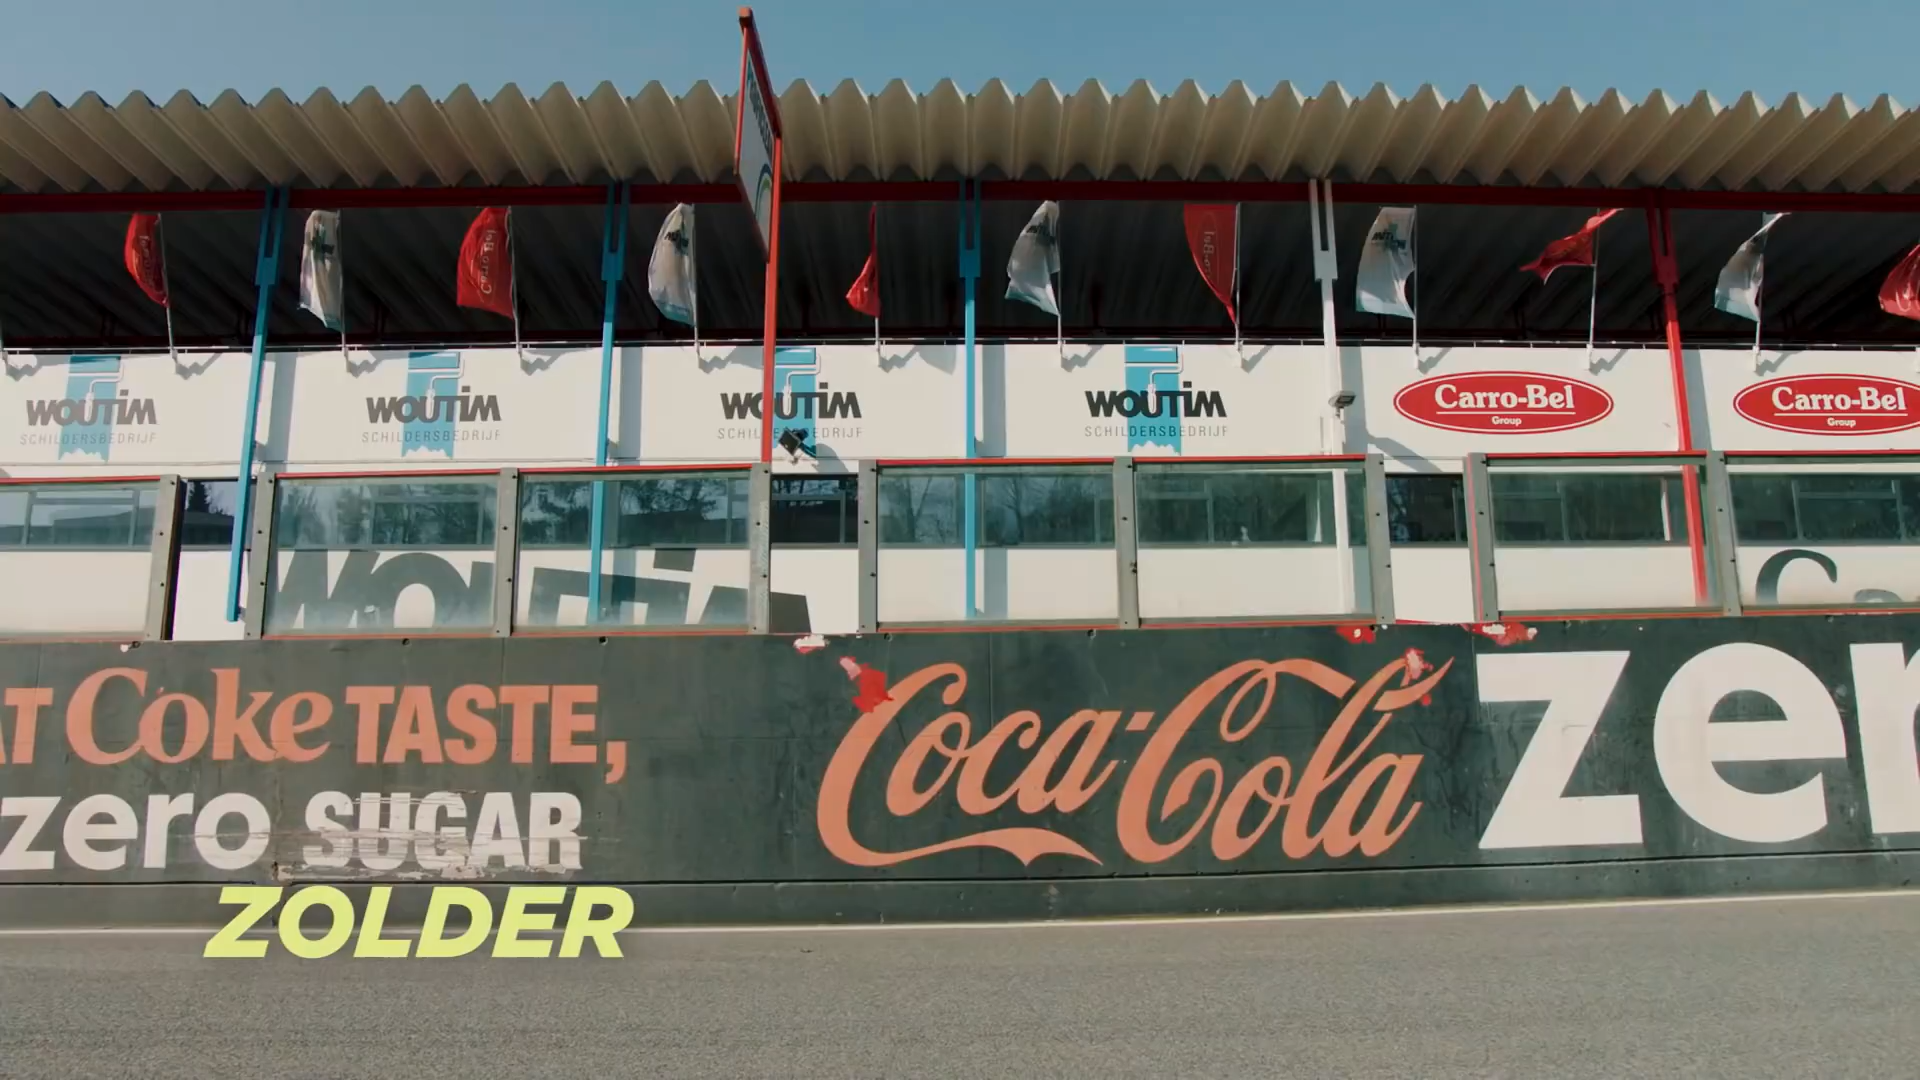 WOUTIM
SCHILDERSBEDRIJF
WOUTIM
SCHILDERSBEDRIJF
WOUTIM
SCHILDERSBEDRIJF
WOUTIM
SCHILDERSBEDRIJF
Carro-Bel
Group
Carro-Bel
Group
WOUTIM
Coke TASTE,
zero SUGAR
Coca-Cola
ZOLDER